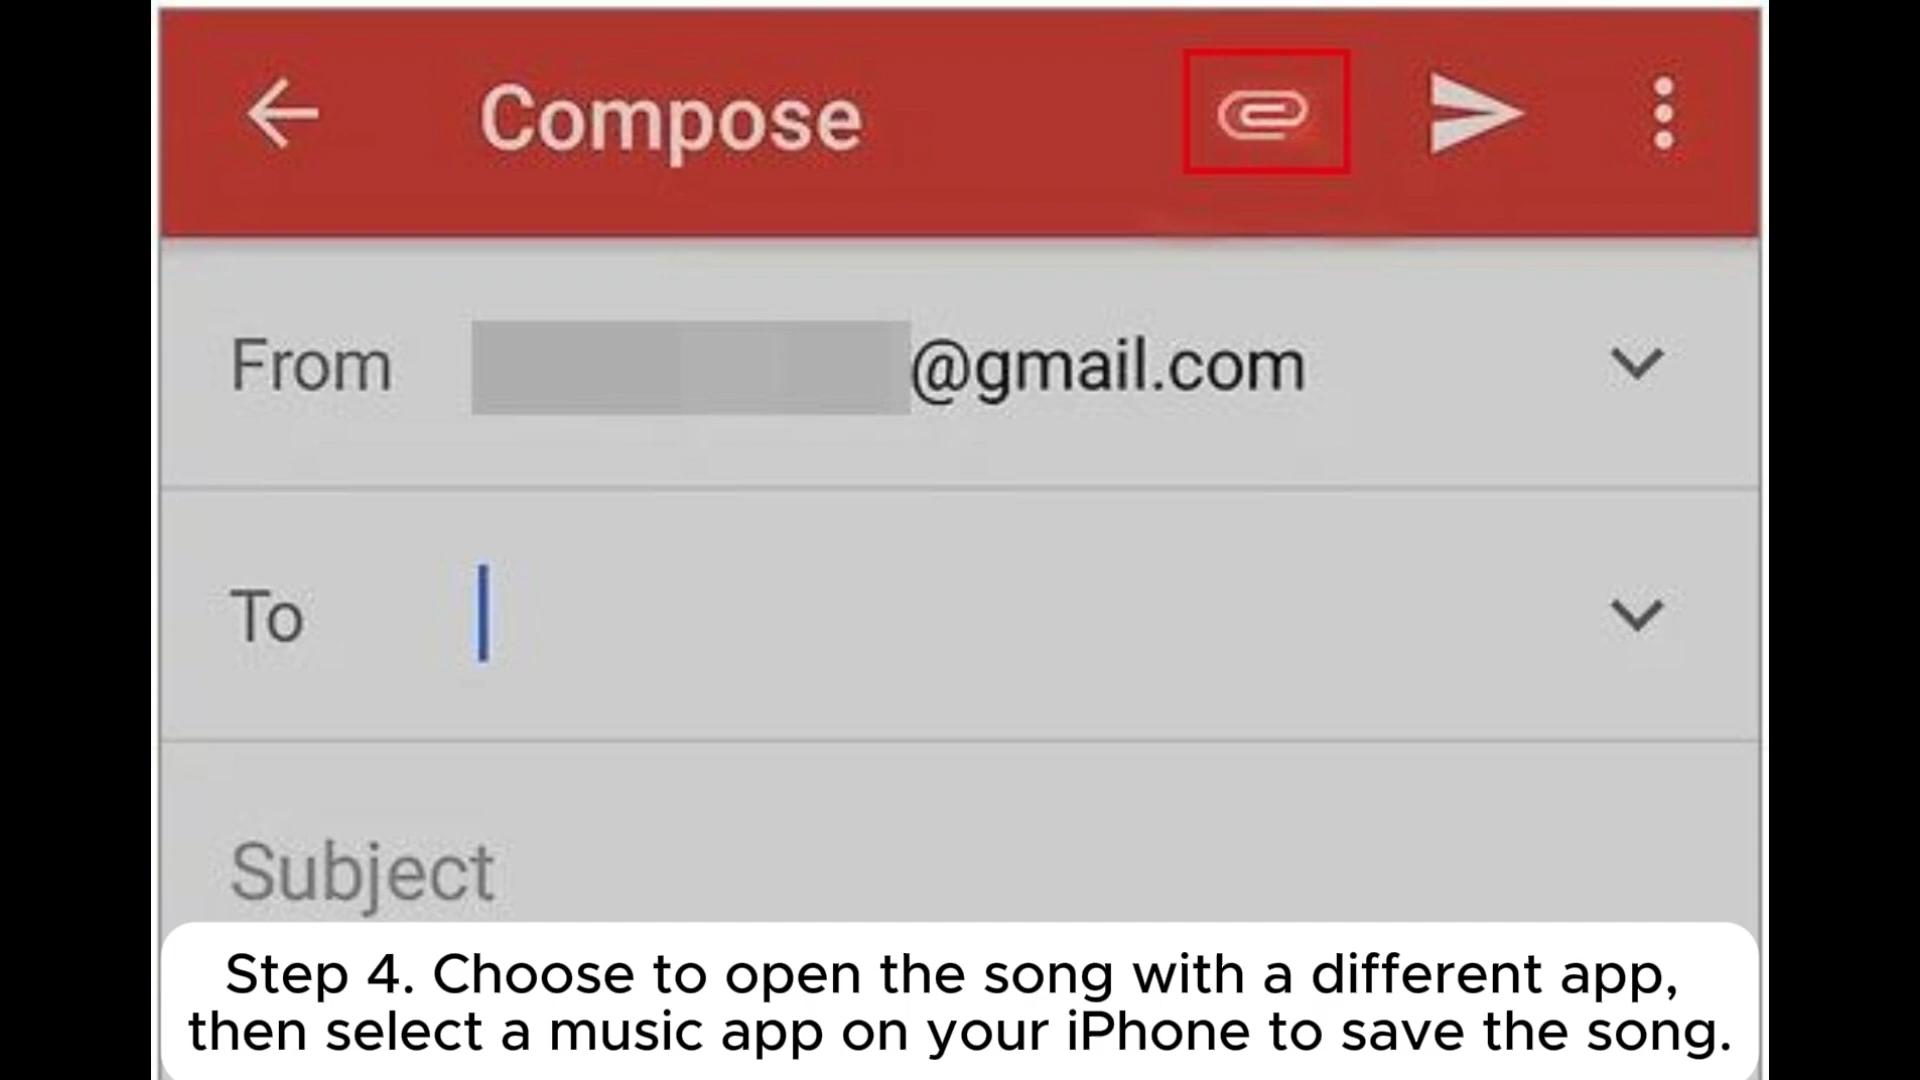 Compose
From @gmail.com
To
Subject
Step 4. Choose to open the song with a different app,
then select a music app on your iPhone to save the song.